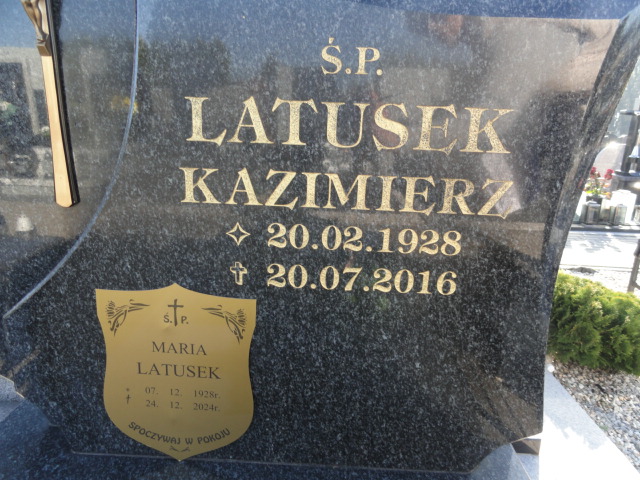 Ś.P.
LATUSEK
KAZIMIERZ
✧ 20.02.1928
✝ 20.07.2016
Ś. P.
MARIA
LATUSEK
* 07. 12. 1928r.
† 24. 12. 2024r.
SPOCZYWAJ W POKOJU